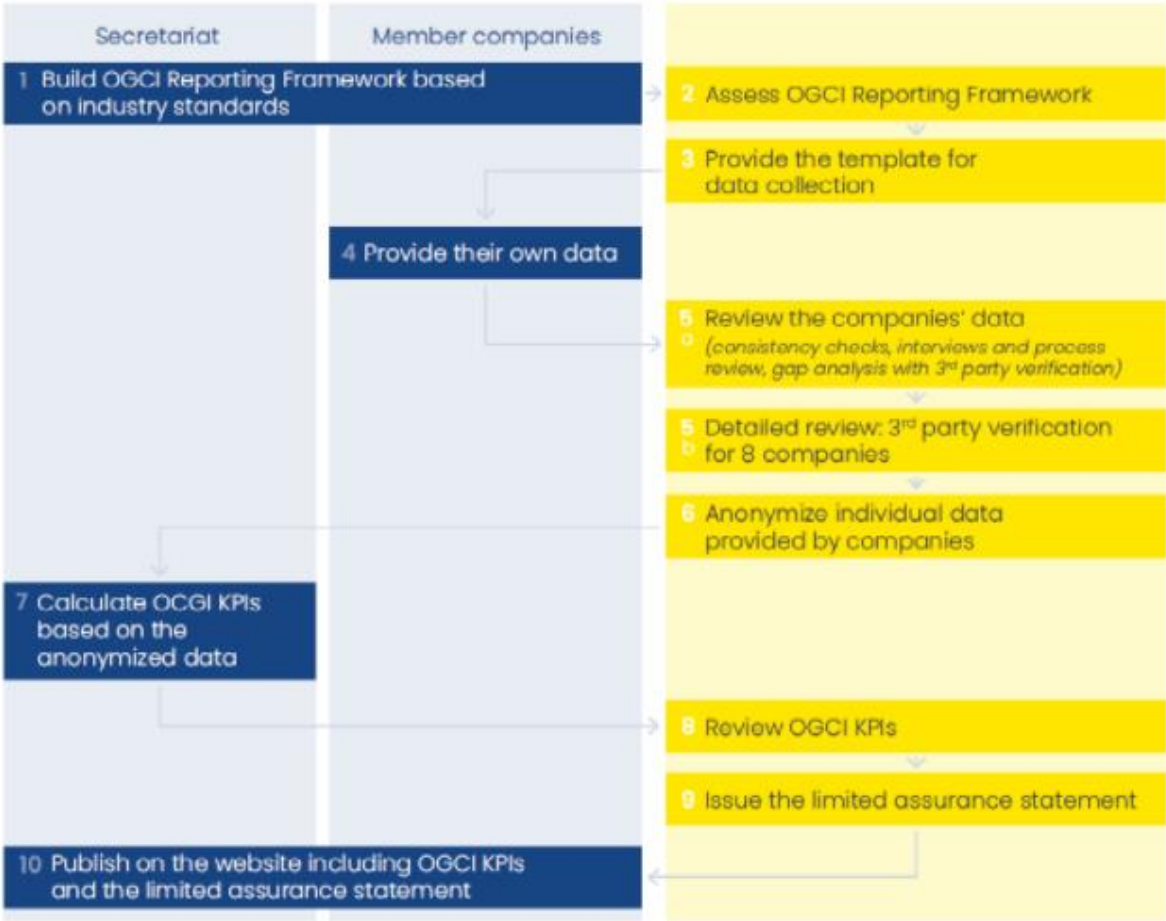 Secretariat
Member companies
1 Build OGCI Reporting Framework based
on industry standards
2 Assess OGCI Reporting Framework
3 Provide the template for
data collection
4 Provide their own data
5 Review the companies' data
a (consistency checks, interviews and process
review, gap analysis with 3rd party verification)
5 Detailed review: 3rd party verification
b for 8 companies
6 Anonymize individual data
provided by companies
7 Calculate OCGI KPIs
based on the
anonymized data
8 Review OGCI KPIs
9 Issue the limited assurance statement
10 Publish on the website including OGCI KPIs
and the limited assurance statement